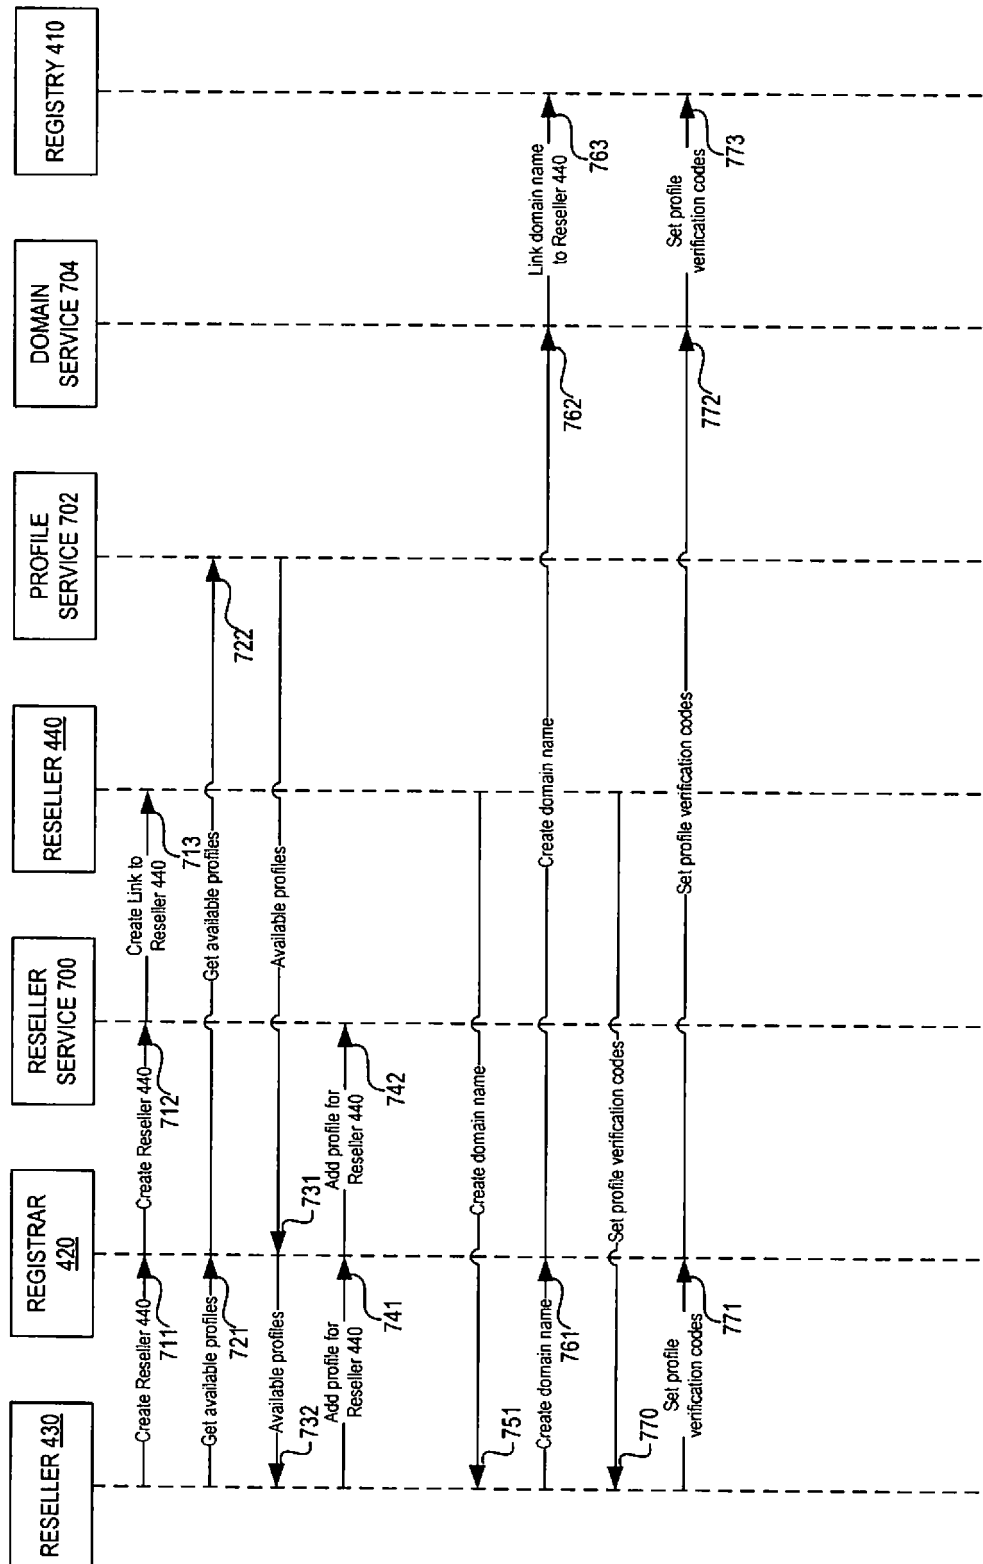 RESELLER 430
REGISTRAR
420
RESELLER
SERVICE 700
RESELLER 440
PROFILE
SERVICE 702
DOMAIN
SERVICE 704
REGISTRY 410
Create Reseller 440
711
Create Reseller 440
712
Create Link to
Reseller 440
713
Get available profiles
721
Get available profiles
722
Available profiles
731
Available profiles
732
Add profile for
Reseller 440
741
Add profile for
Reseller 440
742
Create domain name
751
Create domain name
761
Create domain name
762
Link domain name
to Reseller 440
763
Set profile verification codes
770
Set profile
verification codes
771
Set profile verification codes
772
Set profile
verification codes
773